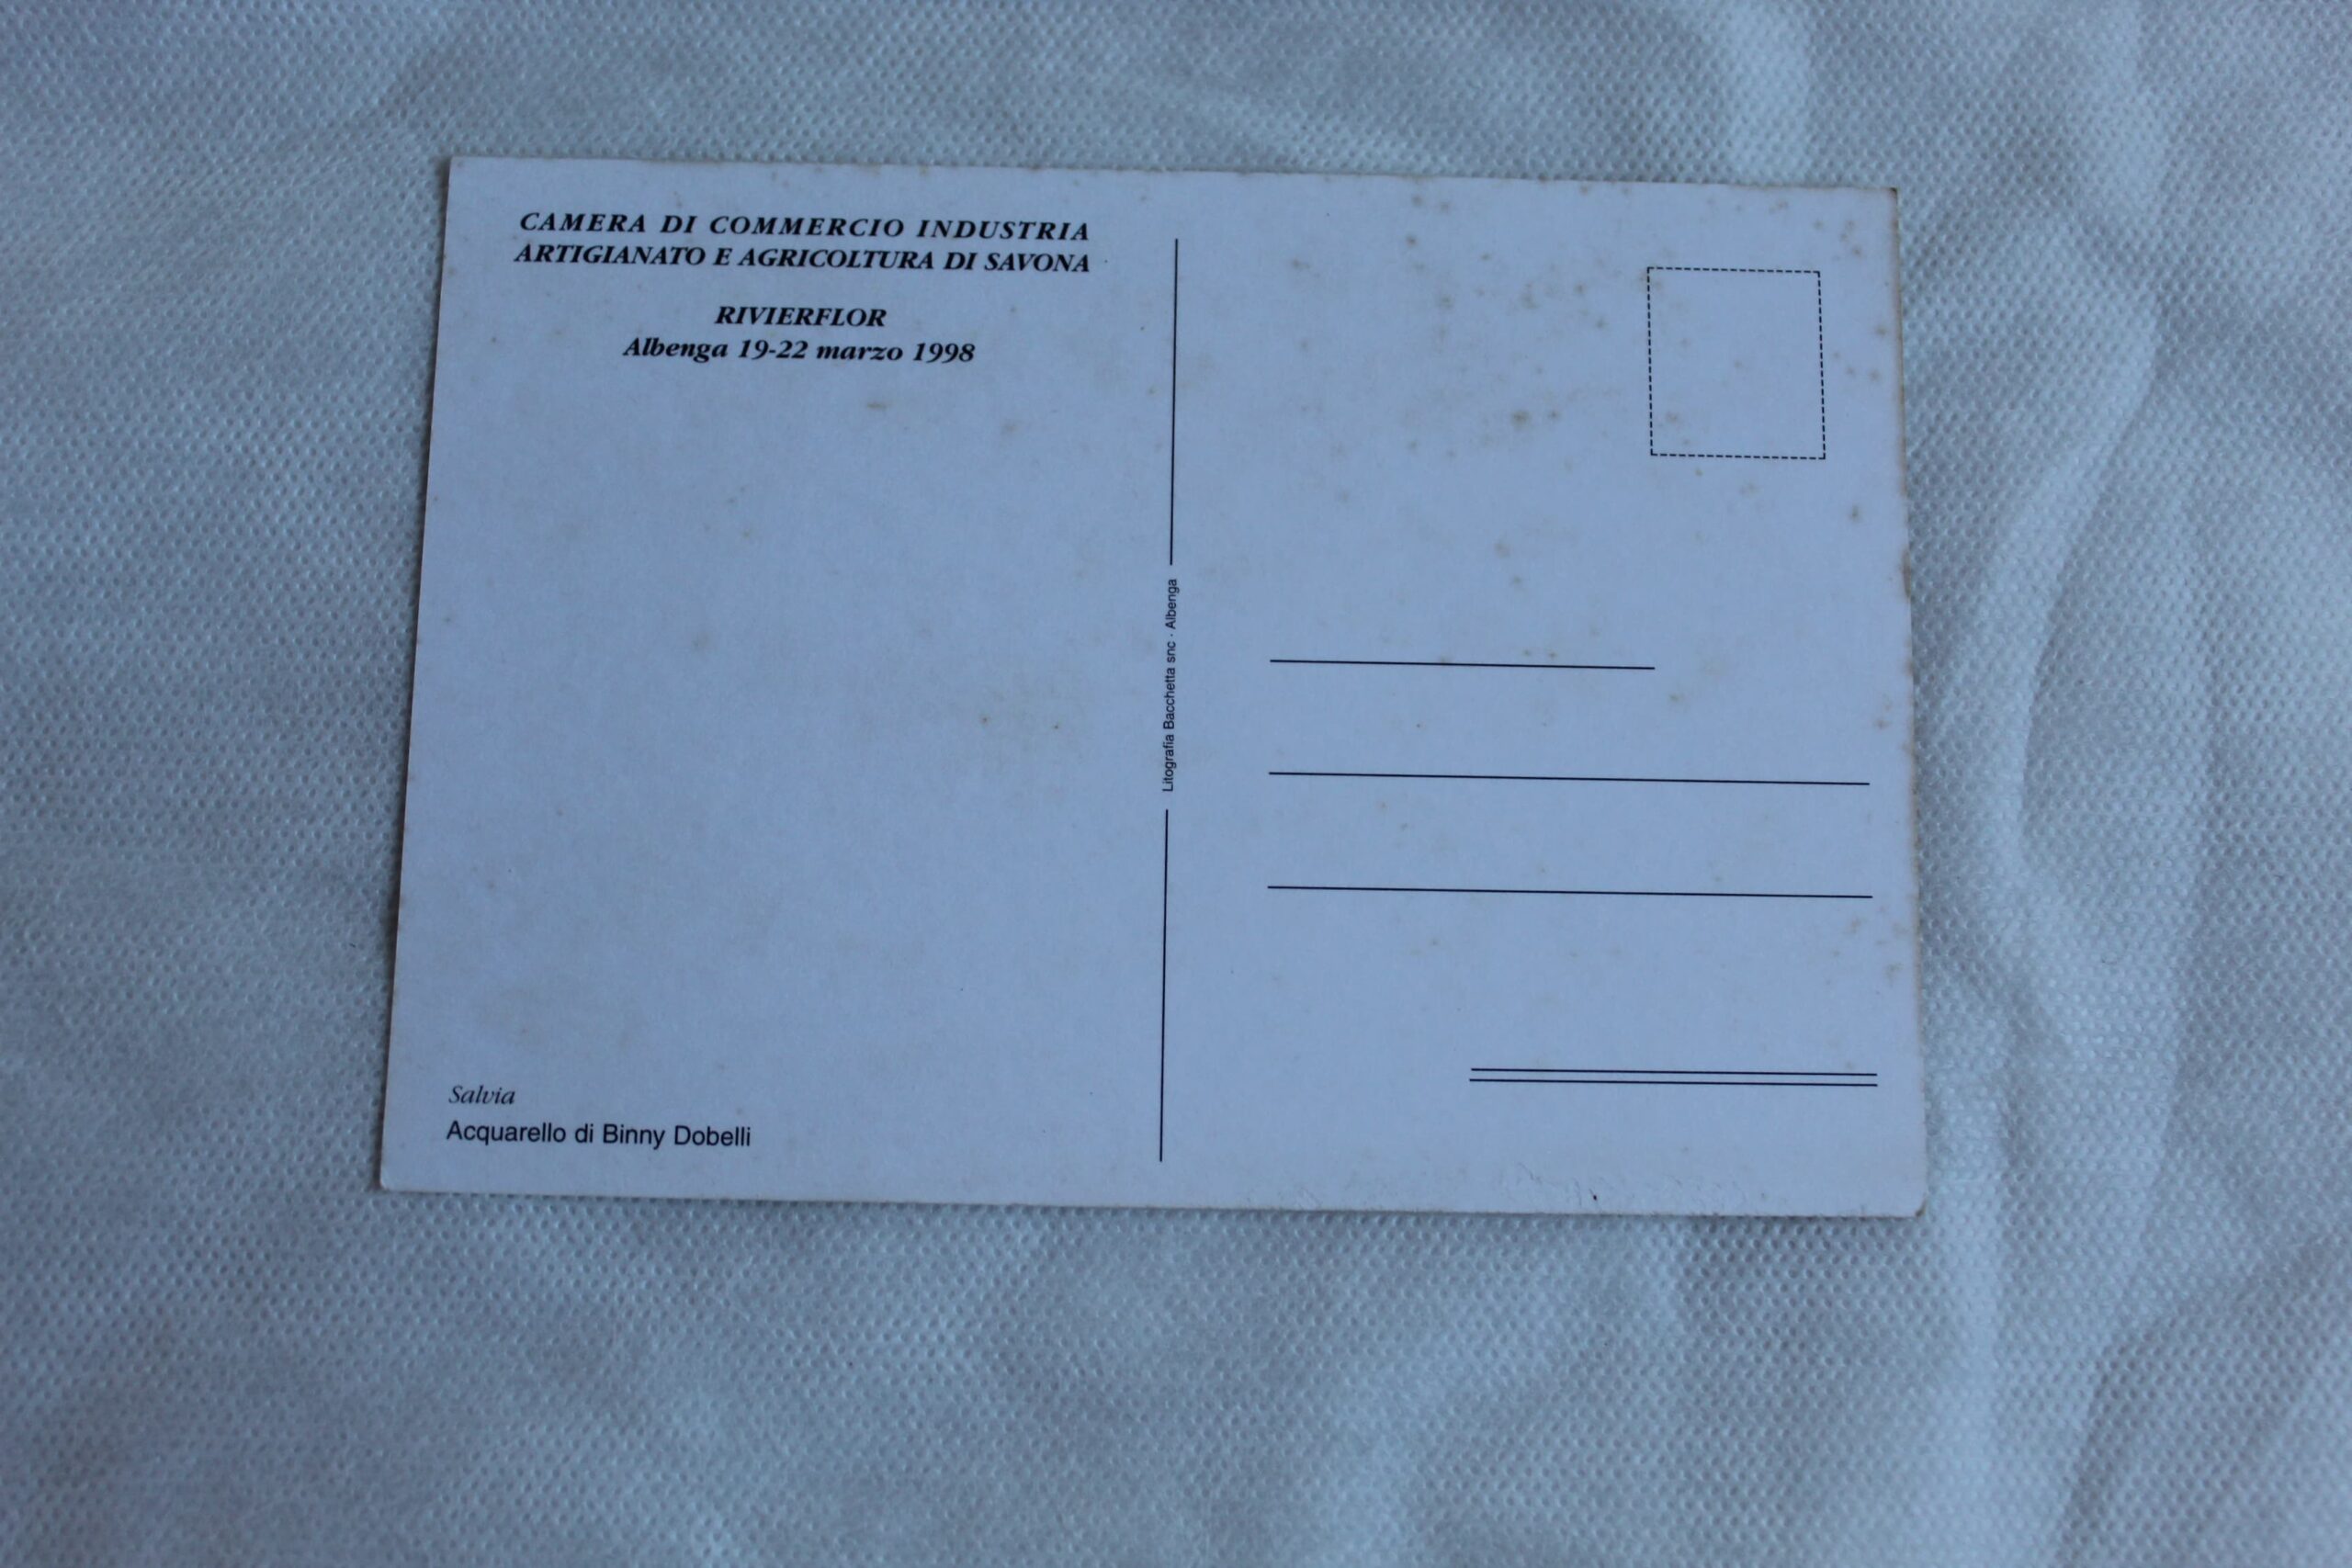 CAMERA DI COMMERCIO INDUSTRIA
ARTIGIANATO E AGRICOLTURA DI SAVONA
RIVIERFLOR
Albenga 19-22 marzo 1998
Salvia
Acquarello di Binny Dobelli
Litografia Bacchetta snc · Albenga